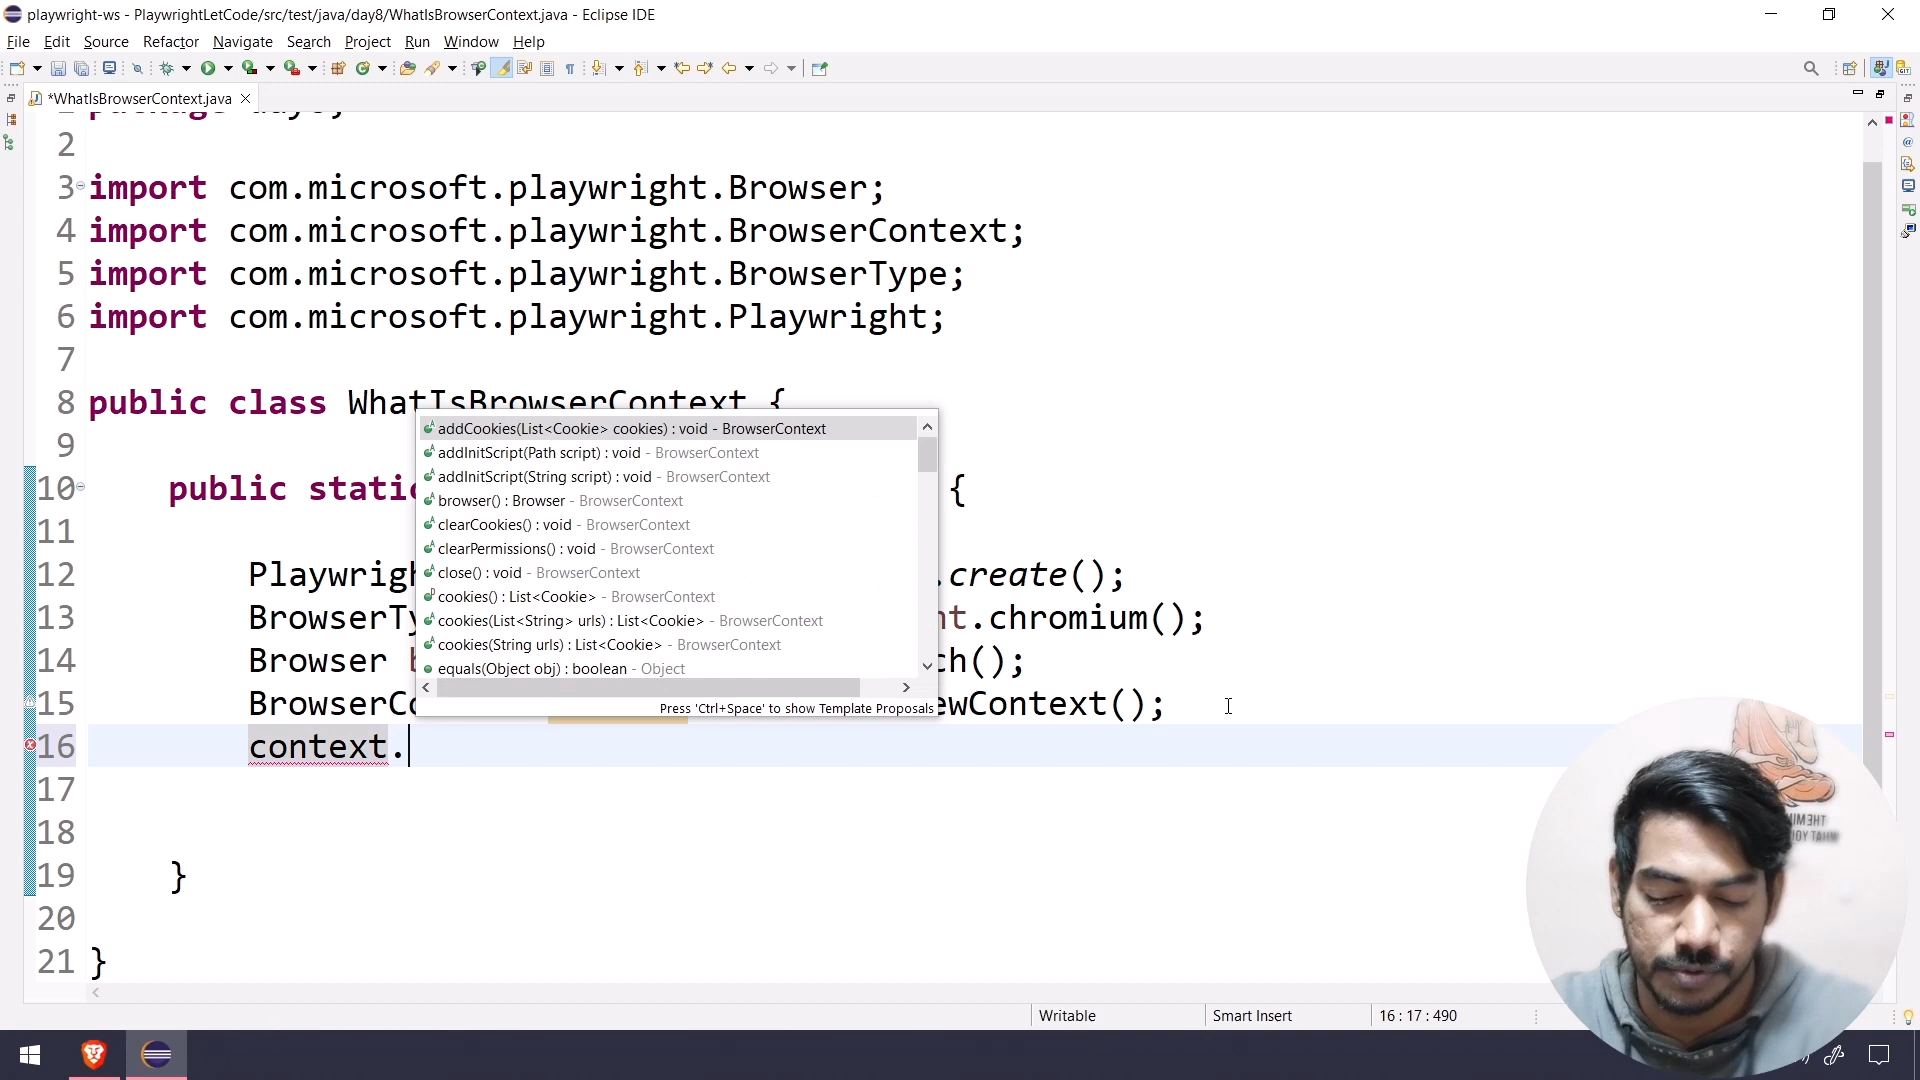 playwright-ws - PlaywrightLetCode/src/test/java/day8/WhatIsBrowserContext.java - Eclipse IDE
File Edit Source Refactor Navigate Search Project Run Window Help
*WhatIsBrowserContext.java
2
3 import com.microsoft.playwright.Browser;
4 import com.microsoft.playwright.BrowserContext;
5 import com.microsoft.playwright.BrowserType;
6 import com.microsoft.playwright.Playwright;
7
8 public class WhatIsBrowserContext {
9
addCookies(List<Cookie> cookies) : void - BrowserContext
addInitScript(Path script) : void - BrowserContext
addInitScript(String script) : void - BrowserContext
browser() : Browser - BrowserContext
clearCookies() : void - BrowserContext
clearPermissions() : void - BrowserContext
close() : void - BrowserContext
cookies() : List<Cookie> - BrowserContext
cookies(List<String> urls) : List<Cookie> - BrowserContext
cookies(String urls) : List<Cookie> - BrowserContext
equals(Object obj) : boolean - Object
Press 'Ctrl+Space' to show Template Proposals
10 public static {
11
12 Playwrigh .create();
13 BrowserTy t.chromium();
14 Browser ch();
15 BrowserCo ewContext();
16 context.
17
18
19 }
20
21 }
Writable Smart Insert 16 : 17 : 490